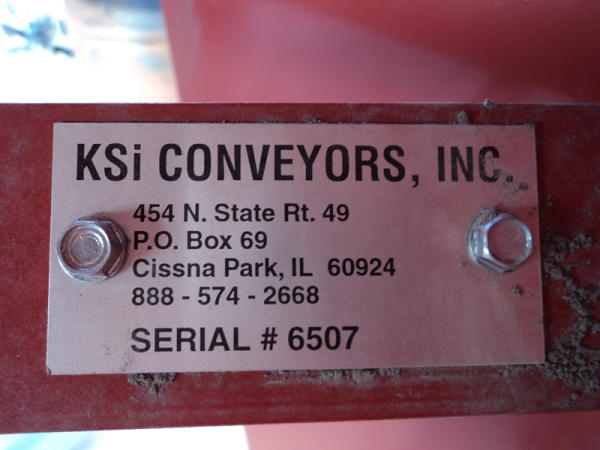 KSi CONVEYORS, INC.
454 N. State Rt. 49
P.O. Box 69
Cissna Park, IL 60924
888 - 574 - 2668
SERIAL # 6507